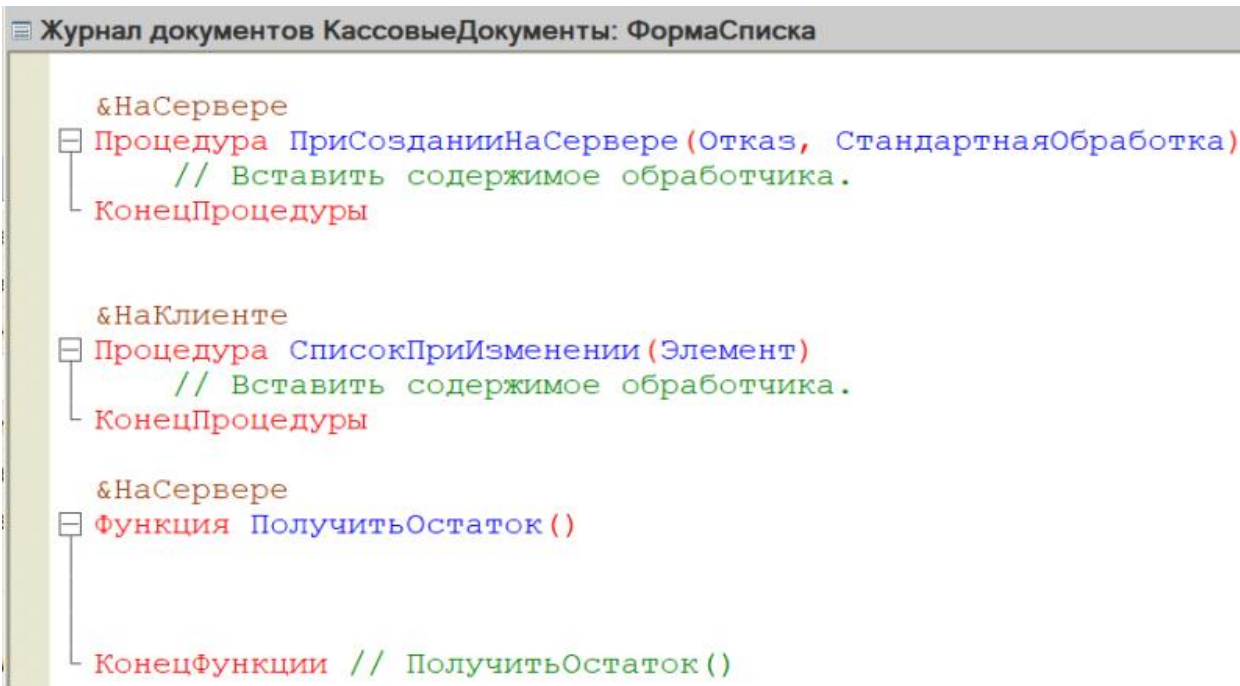 Журнал документов КассовыеДокументы: ФормаСписка
&НаСервере
Процедура ПриСозданииНаСервере(Отказ, СтандартнаяОбработка)
// Вставить содержимое обработчика.
КонецПроцедуры
&НаКлиенте
Процедура СписокПриИзменении(Элемент)
// Вставить содержимое обработчика.
КонецПроцедуры
&НаСервере
Функция ПолучитьОстаток()
КонецФункции // ПолучитьОстаток()